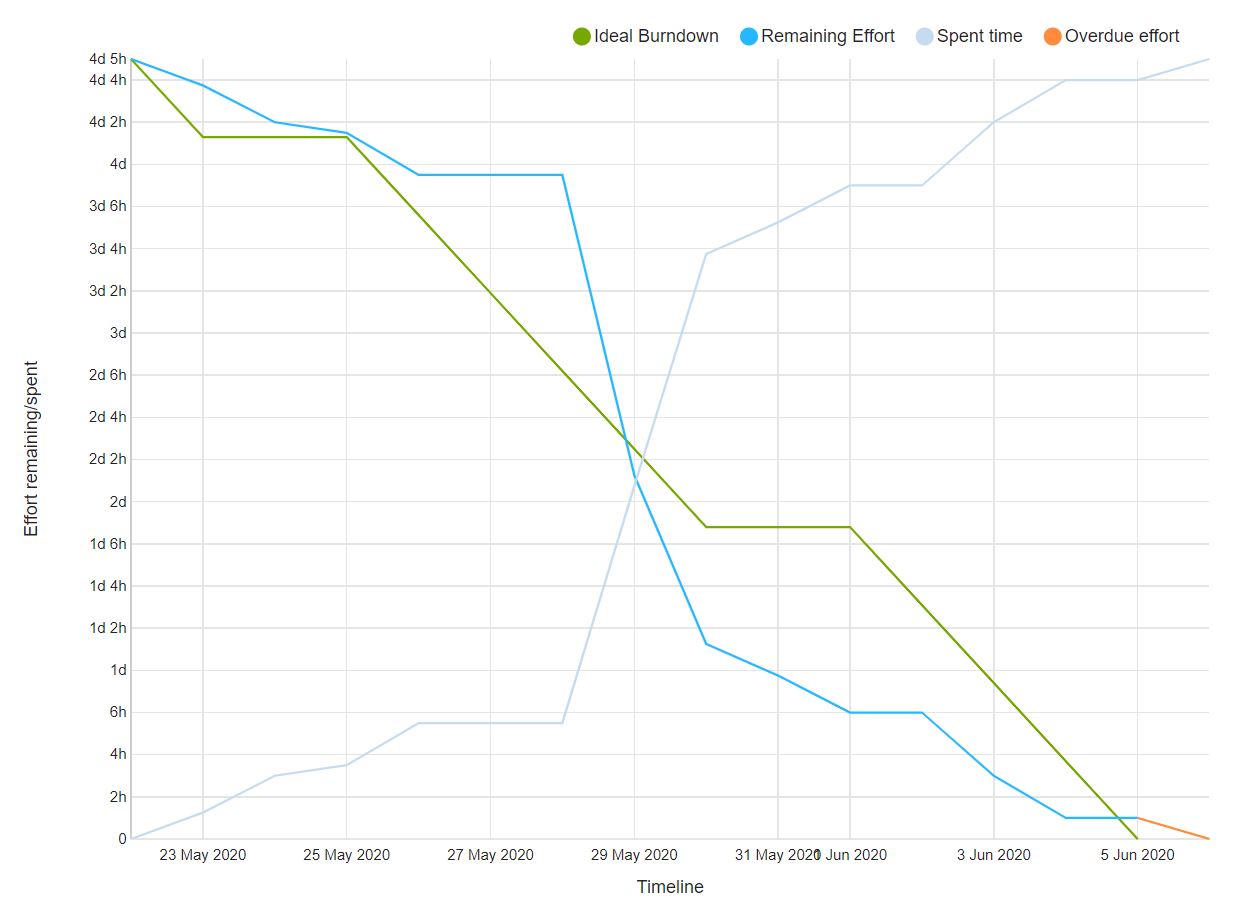 Ideal Burndown Remaining Effort Spent time Overdue effort
4d 5h
4d 4h
4d 2h
4d
3d 6h
3d 4h
3d 2h
3d
2d 6h
2d 4h
2d 2h
2d
1d 6h
1d 4h
1d 2h
1d
6h
4h
2h
0
Effort remaining/spent
23 May 2020 25 May 2020 27 May 2020 29 May 2020 31 May 2020 1 Jun 2020 3 Jun 2020 5 Jun 2020
Timeline